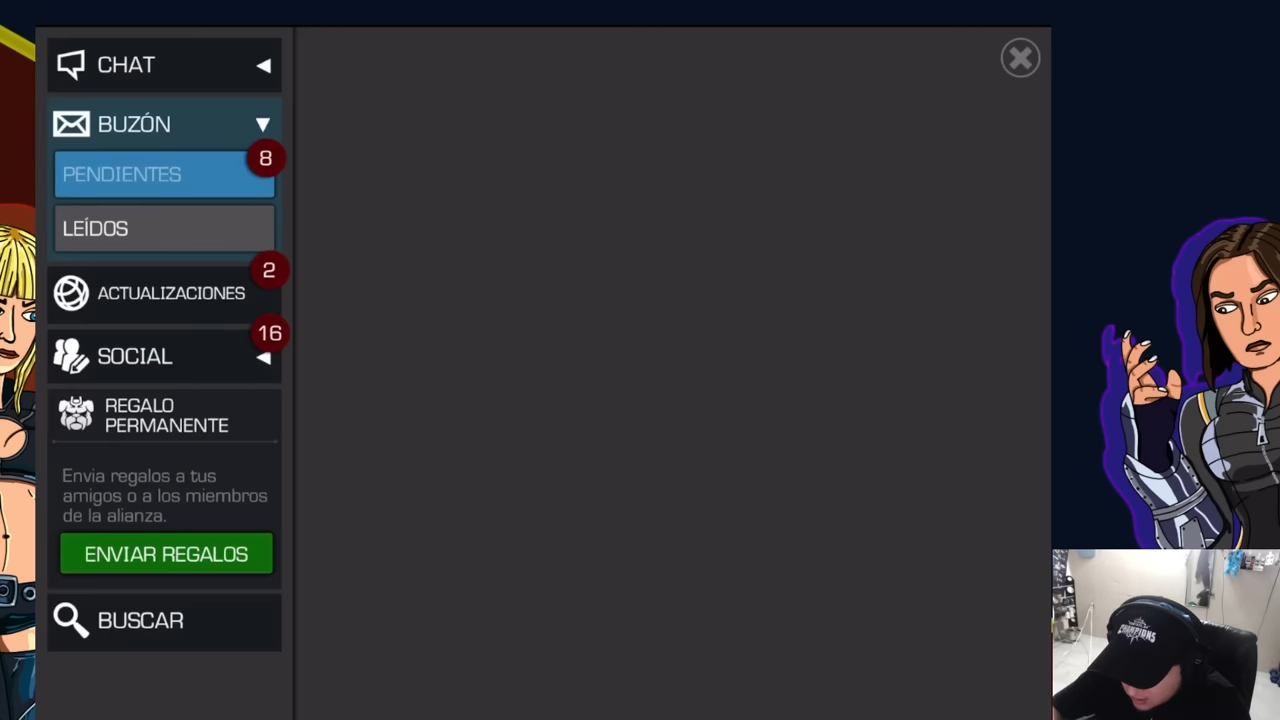 CHAT
BUZÓN
8
PENDIENTES
LEÍDOS
2
ACTUALIZACIONES
16
SOCIAL
REGALO
PERMANENTE
Envia regalos a tus
amigos o a los miembros
de la alianza.
ENVIAR REGALOS
BUSCAR
CHAMPIONS